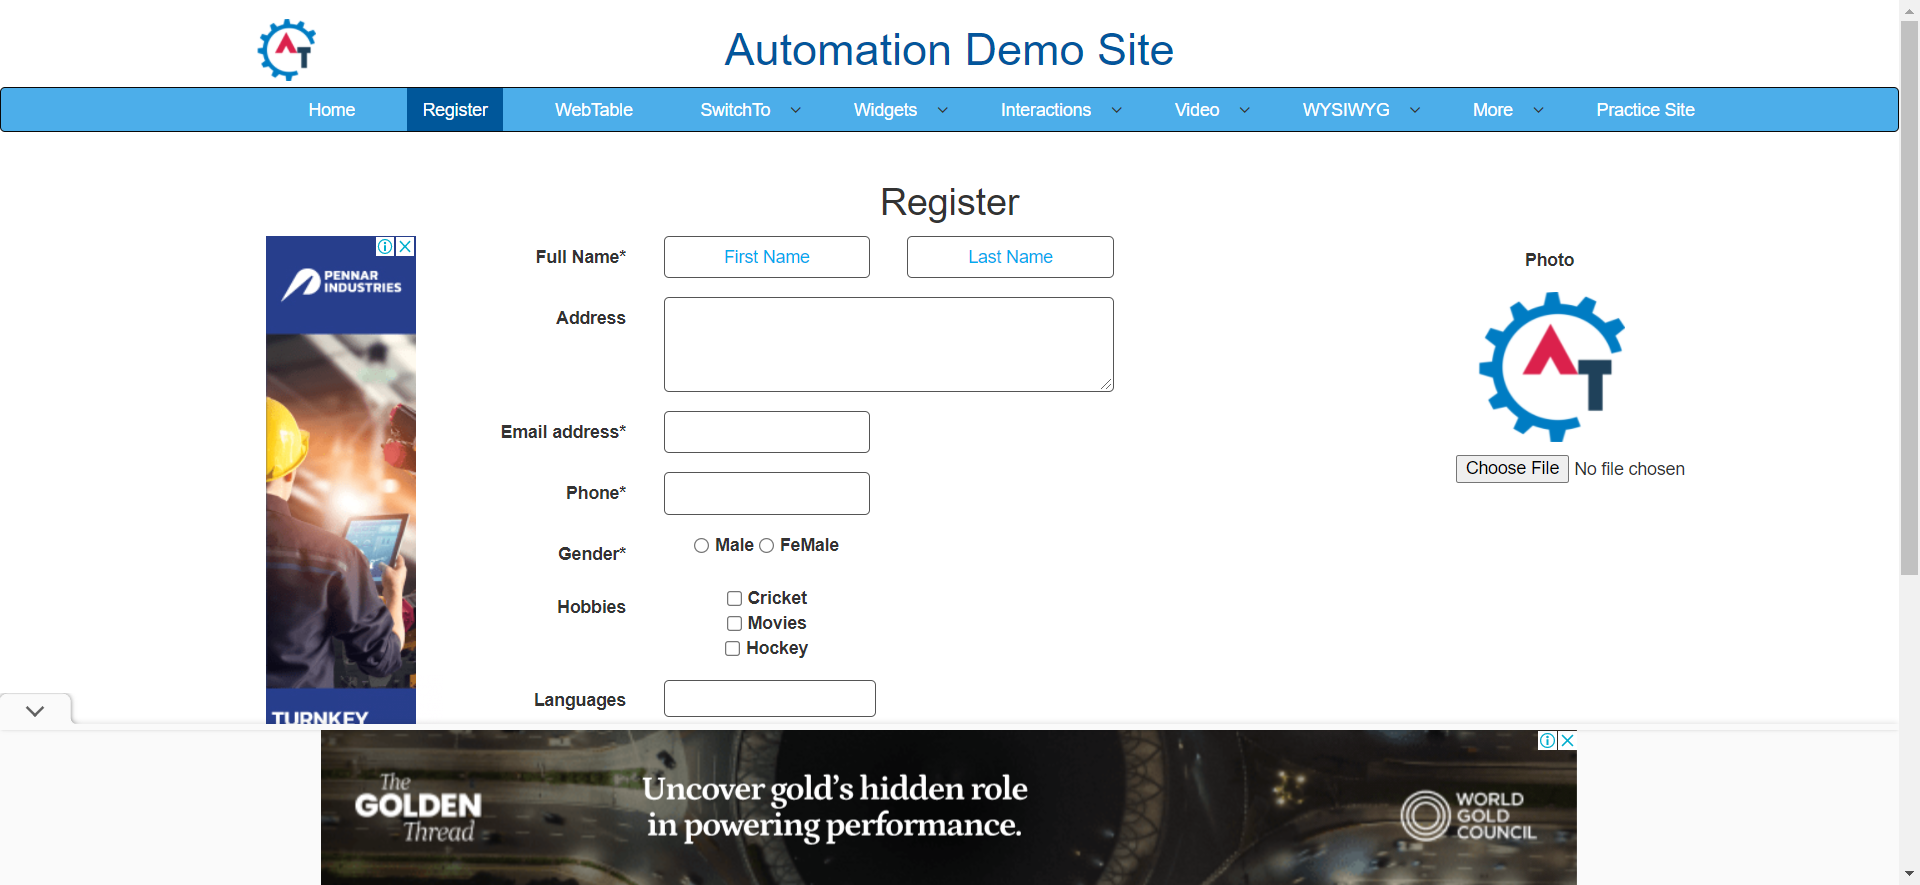 AT
Automation Demo Site
Home Register WebTable SwitchTo Widgets Interactions Video WYSIWYG More Practice Site
Register
PENNAR
INDUSTRIES
TURNKEY
Full Name* First Name Last Name
Address
Email address*
Phone*
Gender* Male FeMale
Hobbies Cricket
Movies
Hockey
Languages
Photo
AT
Choose File No file chosen
The
GOLDEN
Thread
Uncover gold’s hidden role
in powering performance.
WORLD
GOLD
COUNCIL